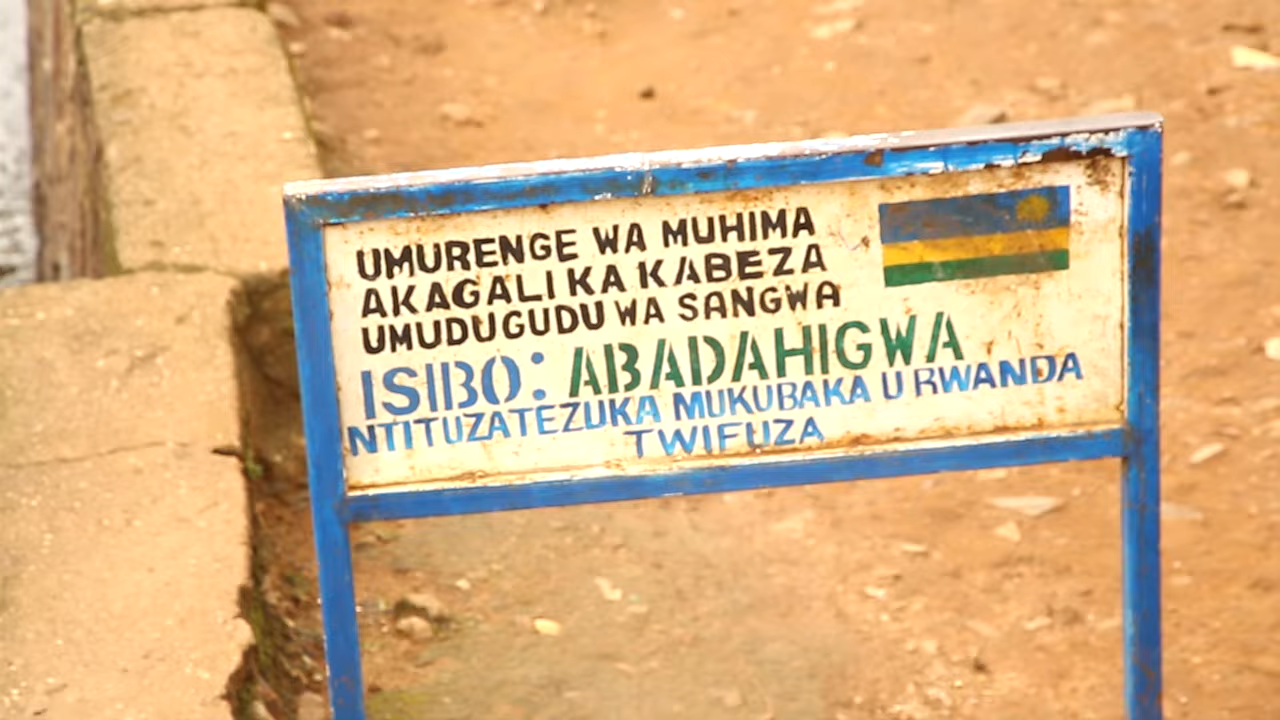 UMURENGE WA MUHIMA
AKAGALI KA KABEZA
UMUDUGUDU WA SANGWA
ISIBO: ABADAHIGWA
NTITUZATEZUKA MUKUBAKA U RWANDA
TWIFUZA